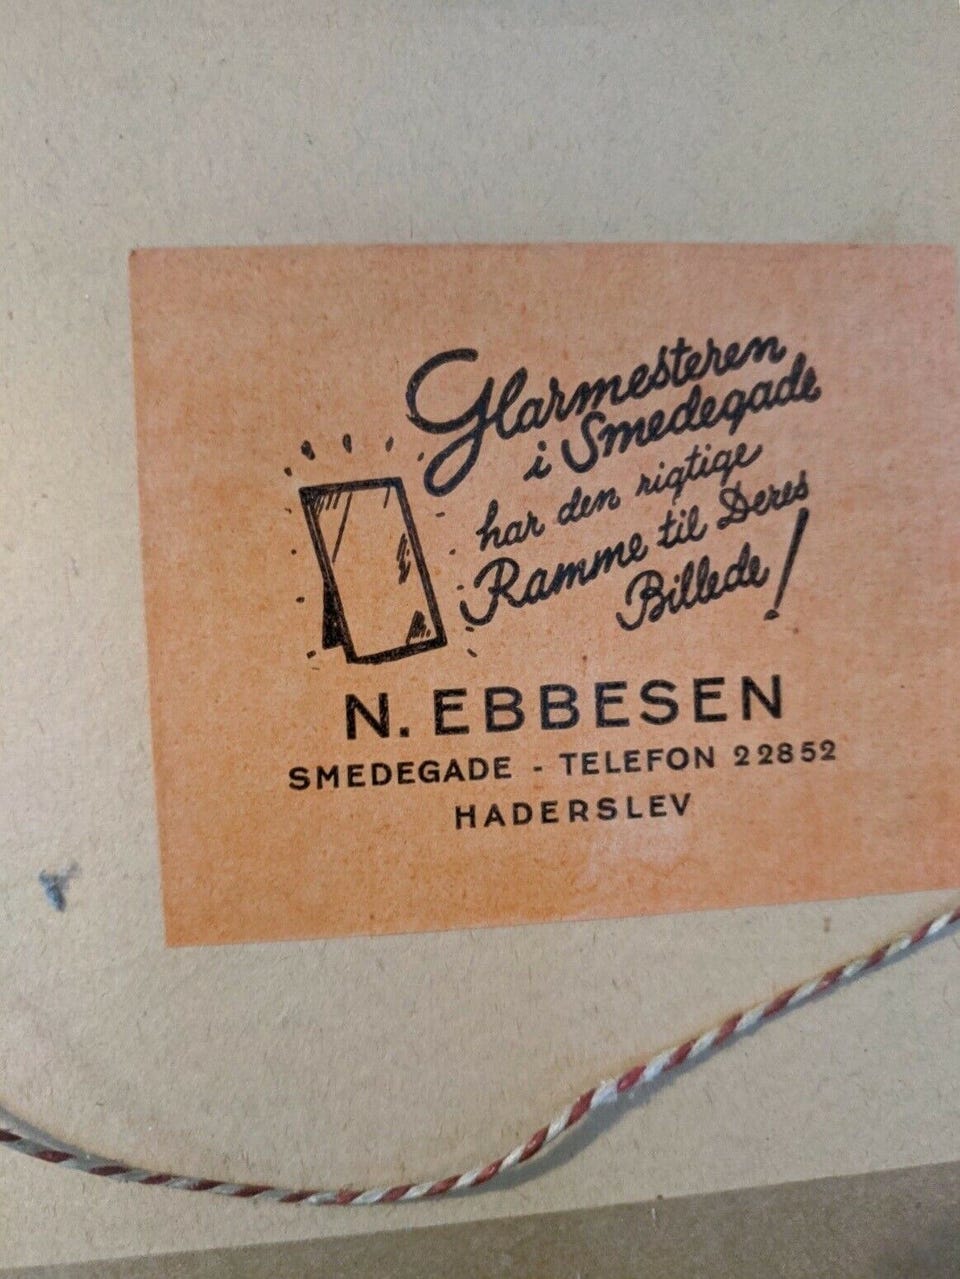 Glarmesteren
i Smedegade
har den rigtige
Ramme til Deres
Billede!
N. EBBESEN
SMEDEGADE - TELEFON 22852
HADERSLEV